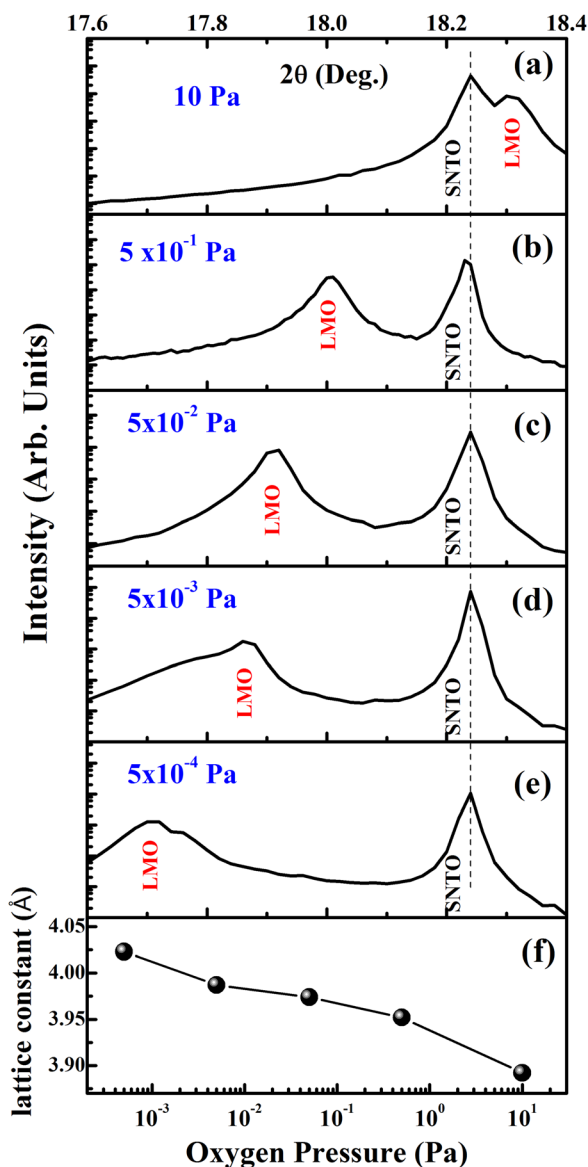 17.6 17.8 18.0 18.2 18.4
2θ (Deg.)
(a)
10 Pa
SNTO
LMO
(b)
5 x10⁻¹ Pa
LMO
SNTO
(c)
5x10⁻² Pa
LMO
SNTO
(d)
5x10⁻³ Pa
LMO
SNTO
(e)
5x10⁻⁴ Pa
LMO
SNTO
Intensity (Arb. Units)
(f)
lattice constant (Å)
4.05
4.00
3.95
3.90
10⁻³ 10⁻² 10⁻¹ 10⁰ 10¹
Oxygen Pressure (Pa)